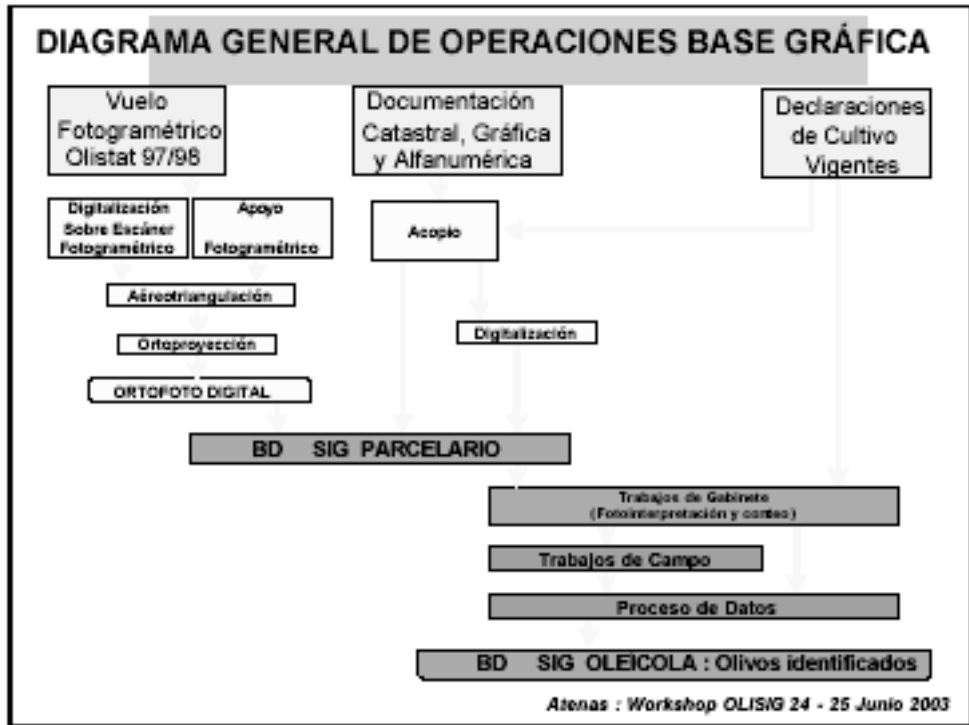 DIAGRAMA GENERAL DE OPERACIONES BASE GRÁFICA
Vuelo
Fotogramétrico
Olistat 97/98
Documentación
Catastral, Gráfica
y Alfanumérica
Declaraciones
de Cultivo
Vigentes
Digitalización
Sobre Escáner
Fotogramétrico
Apoyo
Fotogramétrico
Acopio
Aéreotriangulación
Ortoproyección
Digitalización
ORTOFOTO DIGITAL
BD SIG PARCELARIO
Trabajos de Gabinete
(Fotointerpretación y conteo)
Trabajos de Campo
Proceso de Datos
BD SIG OLEÍCOLA : Olivos identificados
Atenas : Workshop OLISIG 24 - 25 Junio 2003